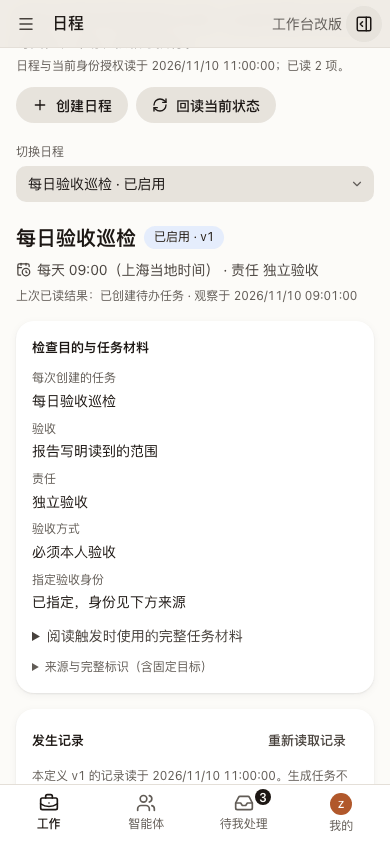 日程
工作台改版
日程与当前身份授权读于 2026/11/10 11:00:00；已读 2 项。
创建日程
回读当前状态
切换日程
每日验收巡检 · 已启用
每日验收巡检
已启用 · v1
每天 09:00（上海当地时间） · 责任 独立验收
上次已读结果：已创建待办任务 · 观察于 2026/11/10 09:01:00
检查目的与任务材料
每次创建的任务
每日验收巡检
验收
报告写明读到的范围
责任
独立验收
验收方式
必须本人验收
指定验收身份
已指定，身份见下方来源
阅读触发时使用的完整任务材料
来源与完整标识（含固定目标）
发生记录
重新读取记录
本定义 v1 的记录读于 2026/11/10 11:00:00。生成任务不
工作
智能体
3
待我处理
z
我的